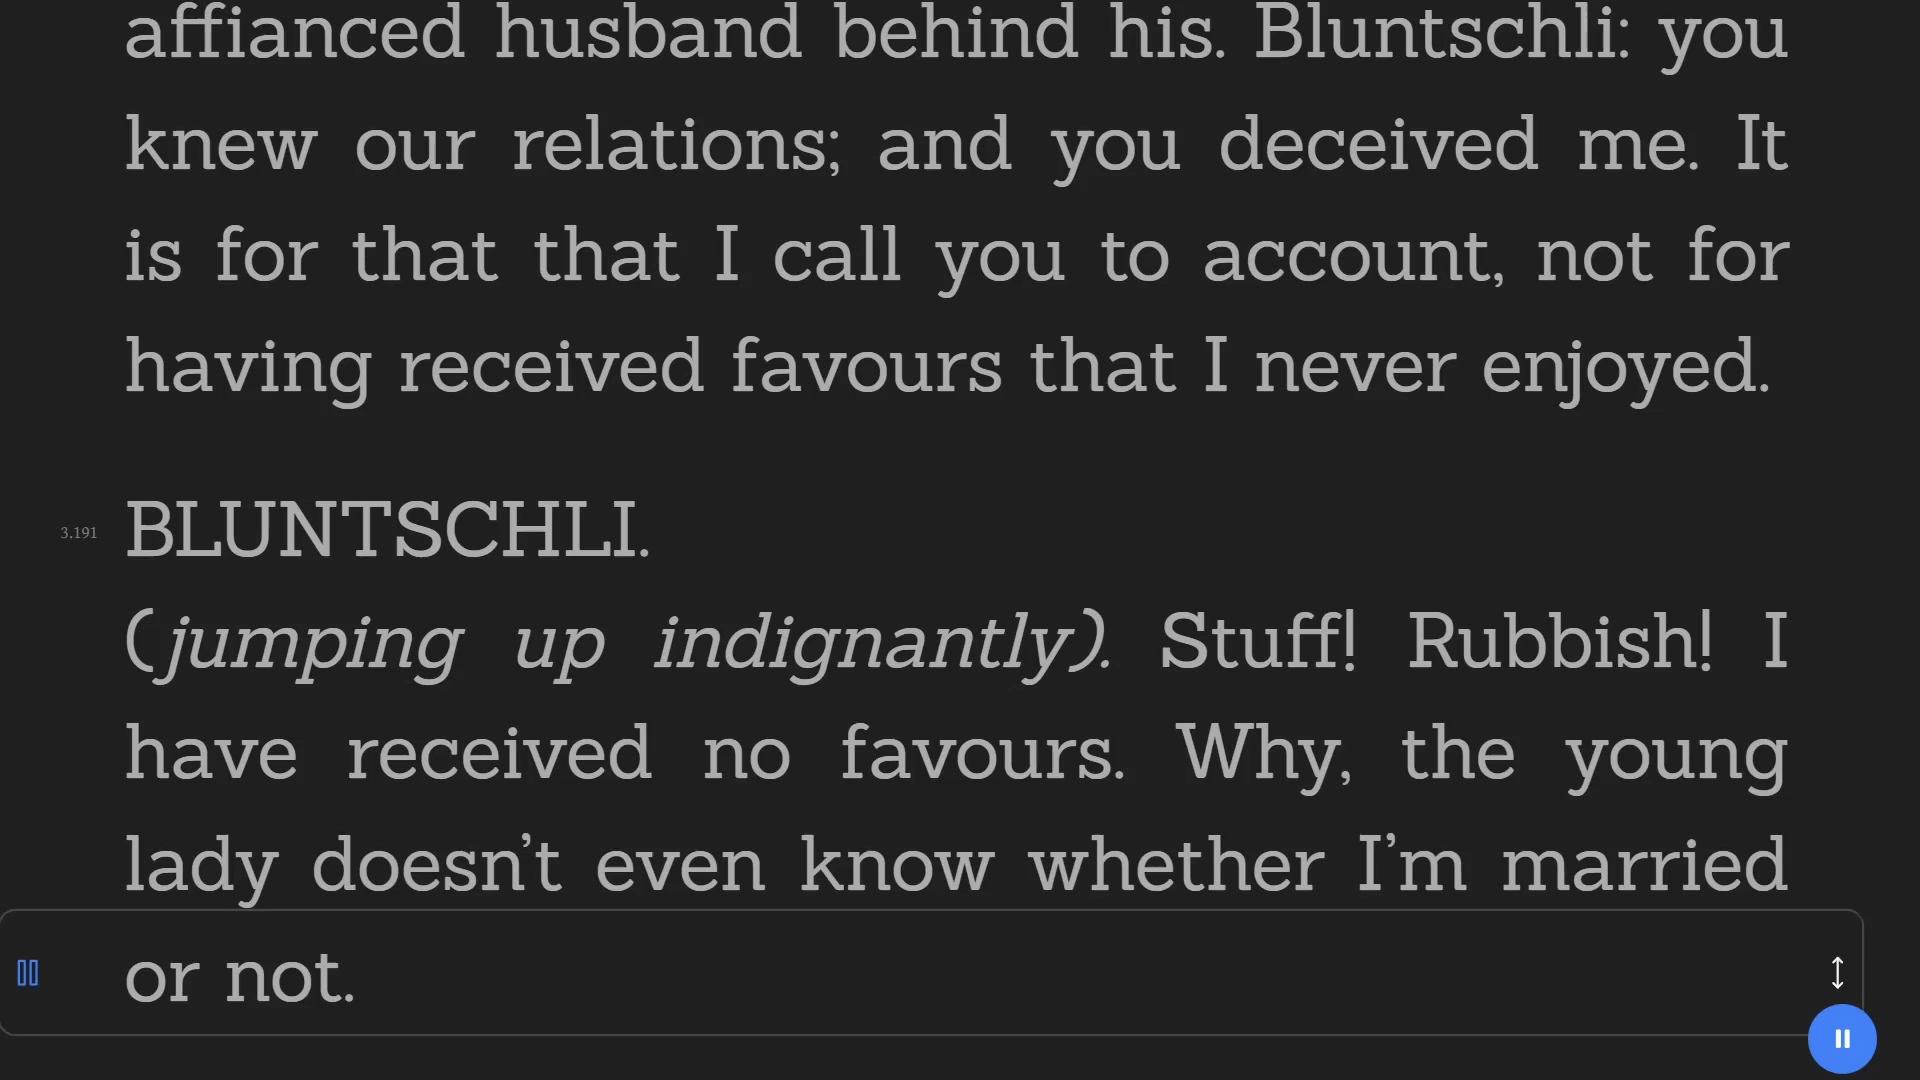 affianced husband behind his. Bluntschli: you
knew our relations; and you deceived me. It
is for that that I call you to account, not for
having received favours that I never enjoyed.
3.191
BLUNTSCHLI.
(jumping up indignantly). Stuff! Rubbish! I
have received no favours. Why, the young
lady doesn’t even know whether I’m married
or not.